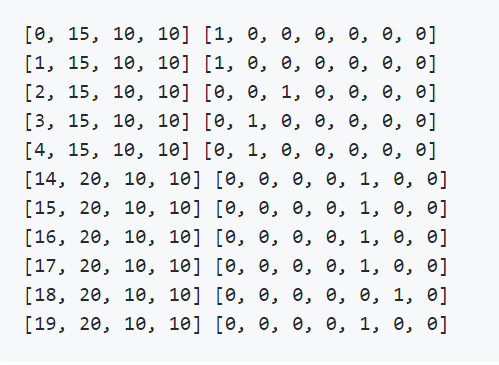 [0, 15, 10, 10] [1, 0, 0, 0, 0, 0, 0]
[1, 15, 10, 10] [1, 0, 0, 0, 0, 0, 0]
[2, 15, 10, 10] [0, 0, 1, 0, 0, 0, 0]
[3, 15, 10, 10] [0, 1, 0, 0, 0, 0, 0]
[4, 15, 10, 10] [0, 1, 0, 0, 0, 0, 0]
[14, 20, 10, 10] [0, 0, 0, 0, 1, 0, 0]
[15, 20, 10, 10] [0, 0, 0, 0, 1, 0, 0]
[16, 20, 10, 10] [0, 0, 0, 0, 1, 0, 0]
[17, 20, 10, 10] [0, 0, 0, 0, 1, 0, 0]
[18, 20, 10, 10] [0, 0, 0, 0, 0, 1, 0]
[19, 20, 10, 10] [0, 0, 0, 0, 1, 0, 0]